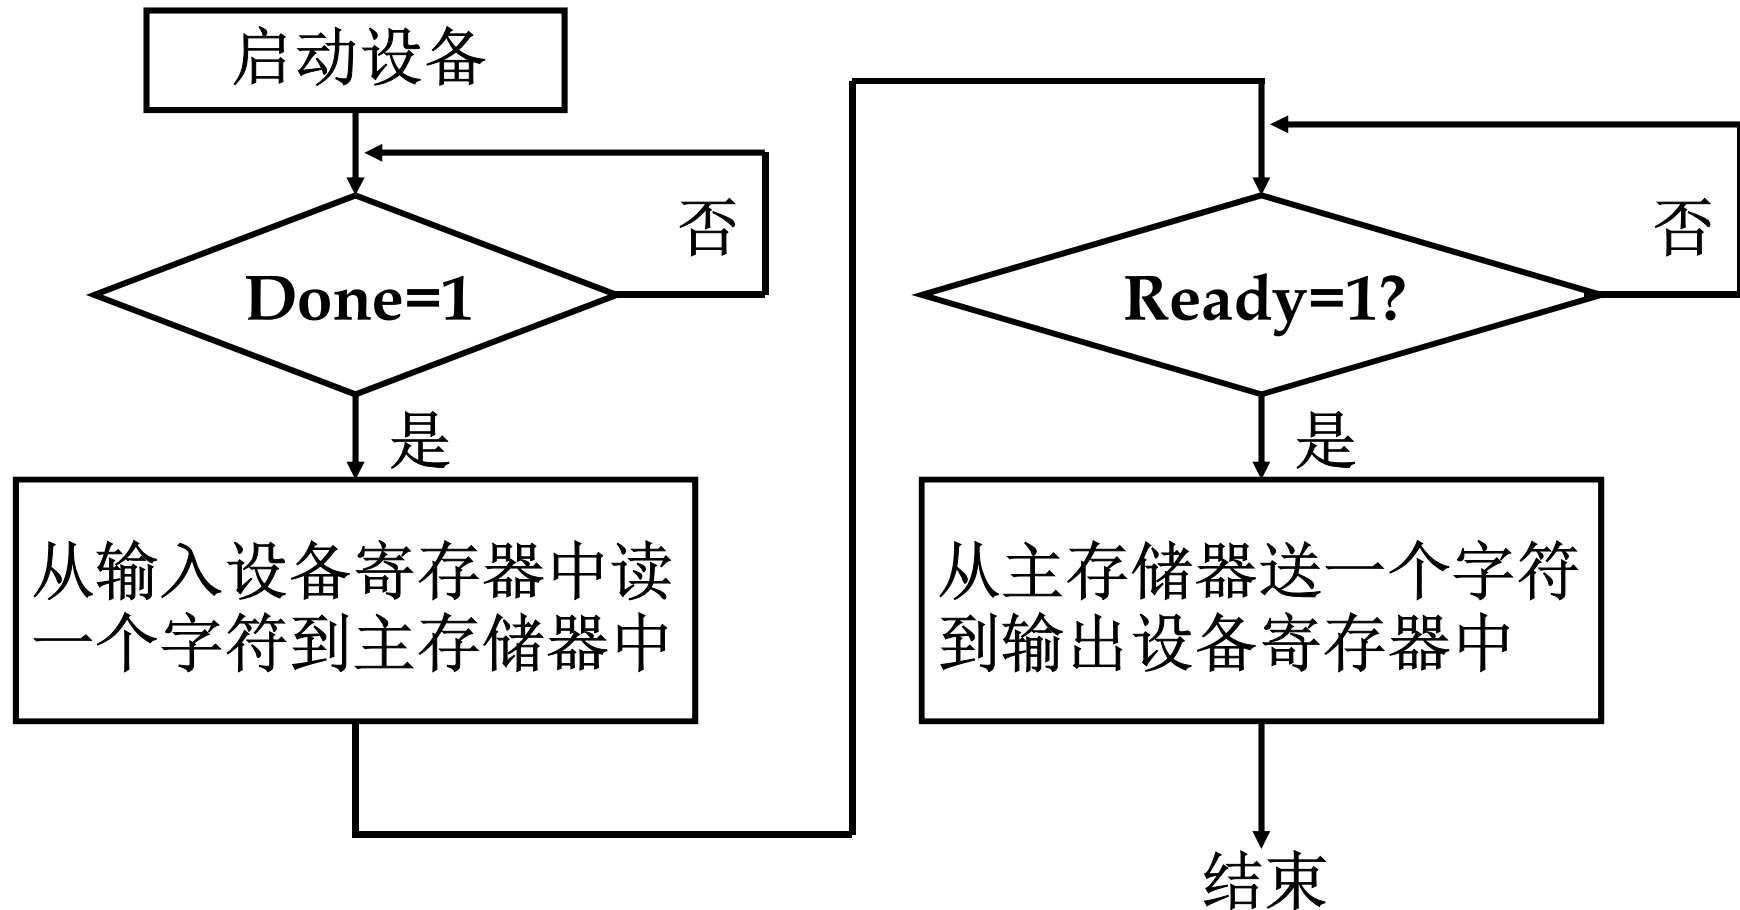 启动设备
否
Done=1
是
从输入设备寄存器中读
一个字符到主存储器中
否
Ready=1?
是
从主存储器送一个字符
到输出设备寄存器中
结束